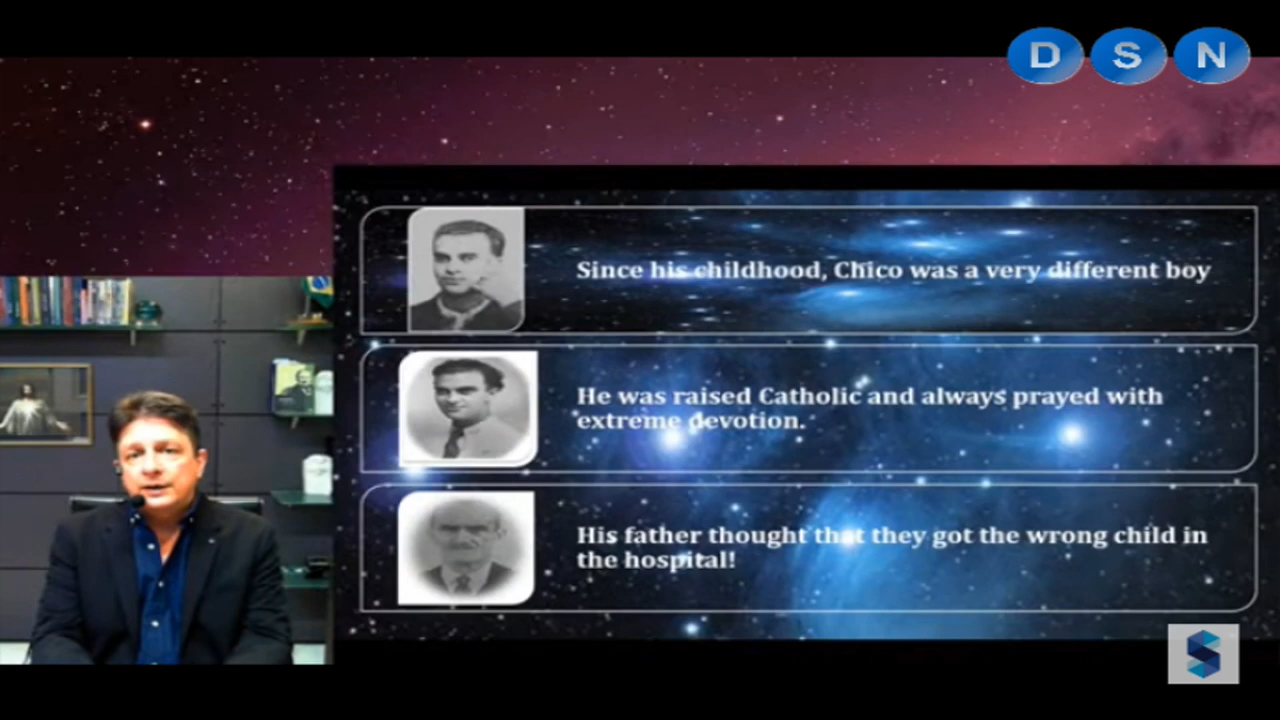 D S N
Since his childhood, Chico was a very different boy
He was raised Catholic and always prayed with
extreme devotion.
His father thought that they got the wrong child in
the hospital!